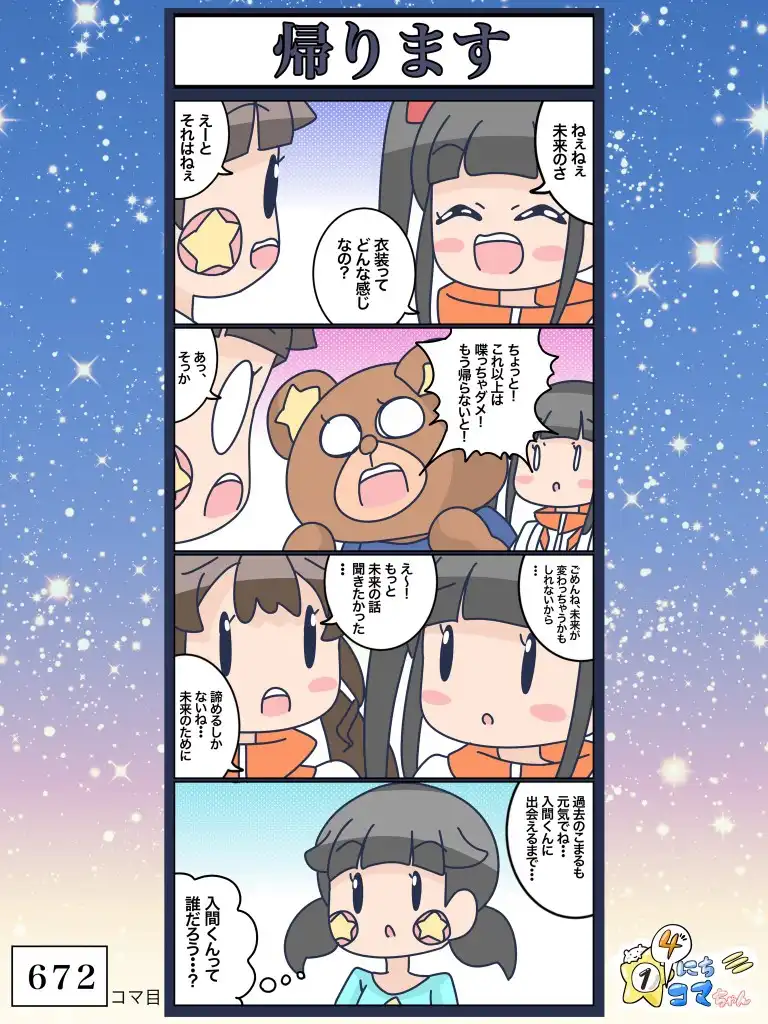 帰ります
ねぇねぇ
未来のさ
衣装って
どんな感じ
なの？
えーと
それはねぇ
ちょっと！
これ以上は
喋っちゃダメ！
もう帰らないと！
あっ、
そっか
ごめんね、未来が
変わっちゃうかも
しれないから
…
え〜！
もっと
未来の話
聞きたかった
…
諦めるしか
ないね…
未来のために
過去のこまるも
元気でね…
入間くんに
出会えるまで…
入間くんって
誰だろう…？
672
コマ目
1
4
にち
コマ
ちゃん